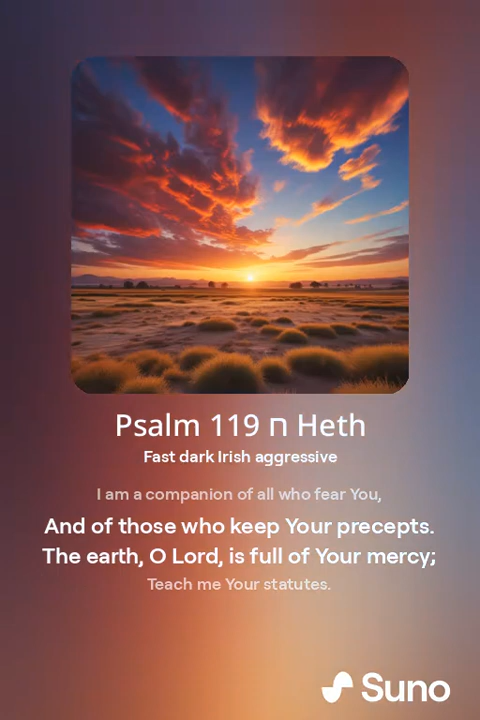 Psalm 119 ח Heth
Fast dark Irish aggressive
I am a companion of all who fear You,
And of those who keep Your precepts.
The earth, O Lord, is full of Your mercy;
Teach me Your statutes.
Suno